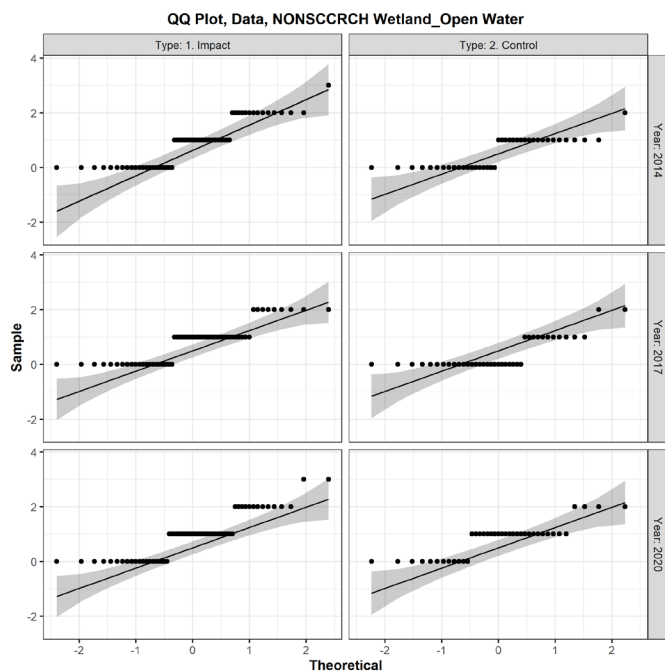 QQ Plot, Data, NONSCCRCH Wetland_Open Water
Type: 1. Impact
Type: 2. Control
4
2
0
-2
Year: 2014
4
2
0
-2
Year: 2017
4
2
0
-2
Year: 2020
Sample
-2
-1
0
1
2
-2
-1
0
1
2
Theoretical